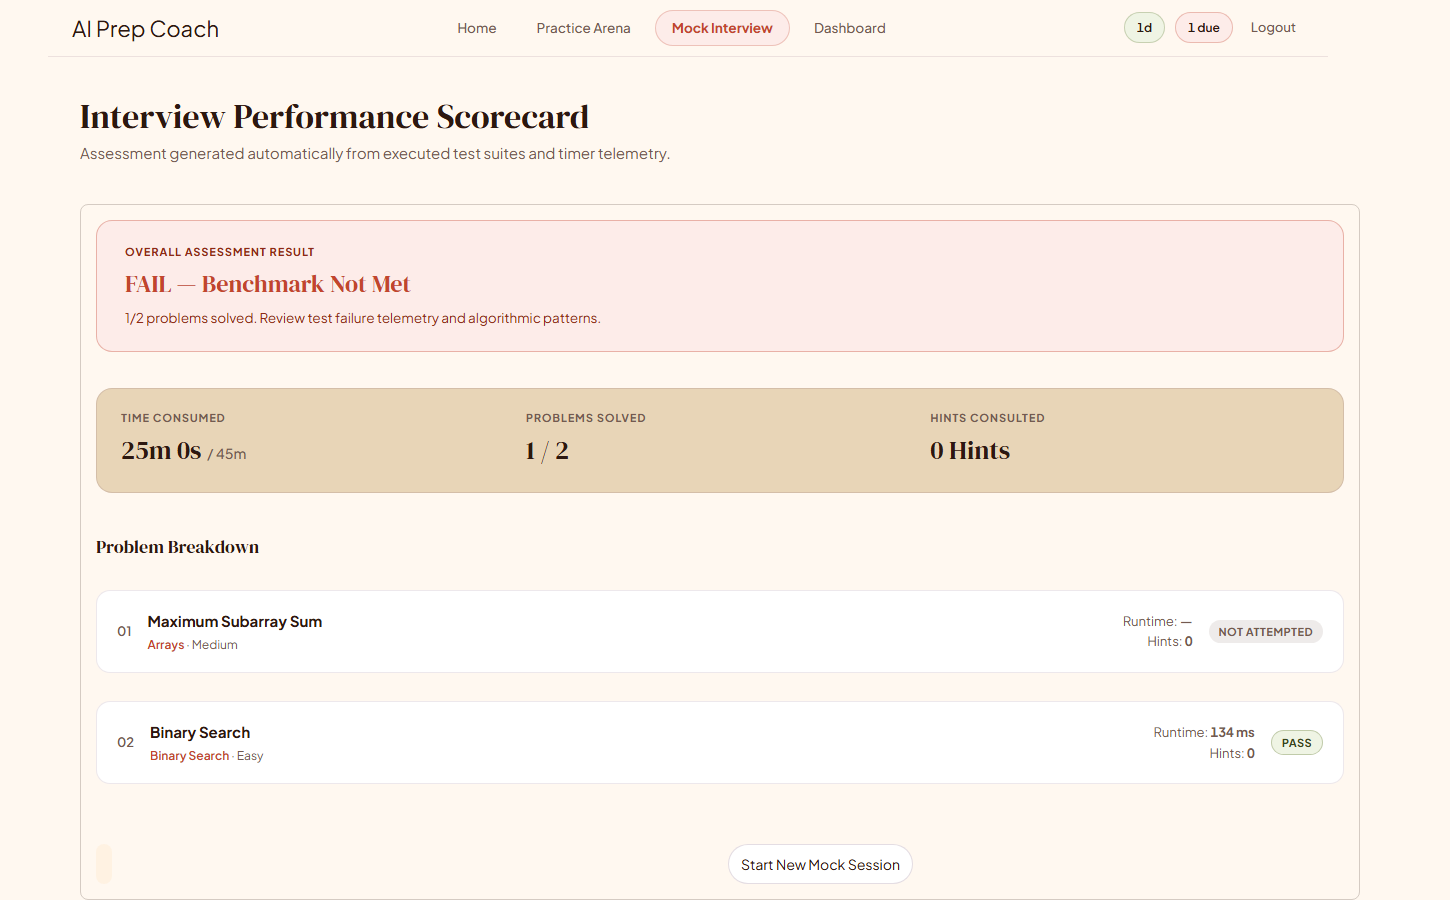 AI Prep Coach
Home
Practice Arena
Mock Interview
Dashboard
1d
1 due
Logout
Interview Performance Scorecard
Assessment generated automatically from executed test suites and timer telemetry.
OVERALL ASSESSMENT RESULT
FAIL — Benchmark Not Met
1/2 problems solved. Review test failure telemetry and algorithmic patterns.
TIME CONSUMED
25m 0s / 45m
PROBLEMS SOLVED
1 / 2
HINTS CONSULTED
0 Hints
Problem Breakdown
01
Maximum Subarray Sum
Arrays · Medium
Runtime: —
Hints: 0
NOT ATTEMPTED
02
Binary Search
Binary Search · Easy
Runtime: 134 ms
Hints: 0
PASS
Start New Mock Session